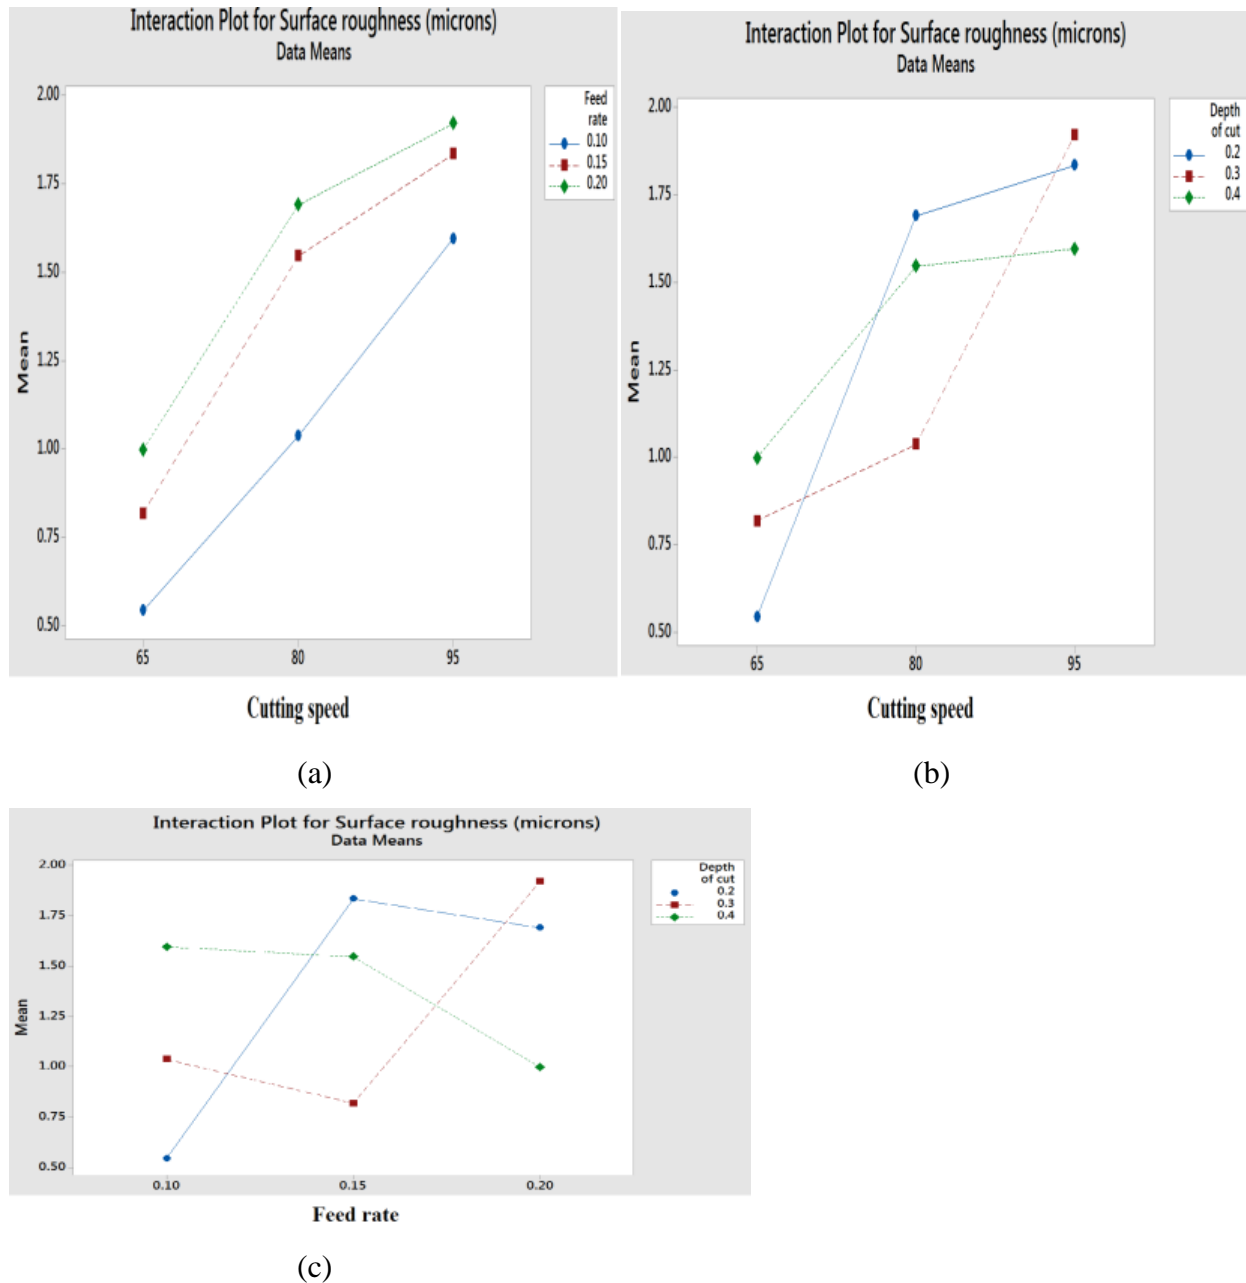 Interaction Plot for Surface roughness (microns)
Data Means
2.00
1.75
1.50
1.25
1.00
0.75
0.50
Mean
65 80 95
Cutting speed
Feed
rate
0.10
0.15
0.20
(a)
Interaction Plot for Surface roughness (microns)
Data Means
2.00
1.75
1.50
1.25
1.00
0.75
0.50
Mean
65 80 95
Cutting speed
Depth
of cut
0.2
0.3
0.4
(b)
Interaction Plot for Surface roughness (microns)
Data Means
2.00
1.75
1.50
1.25
1.00
0.75
0.50
Mean
0.10 0.15 0.20
Feed rate
Depth
of cut
0.2
0.3
0.4
(c)